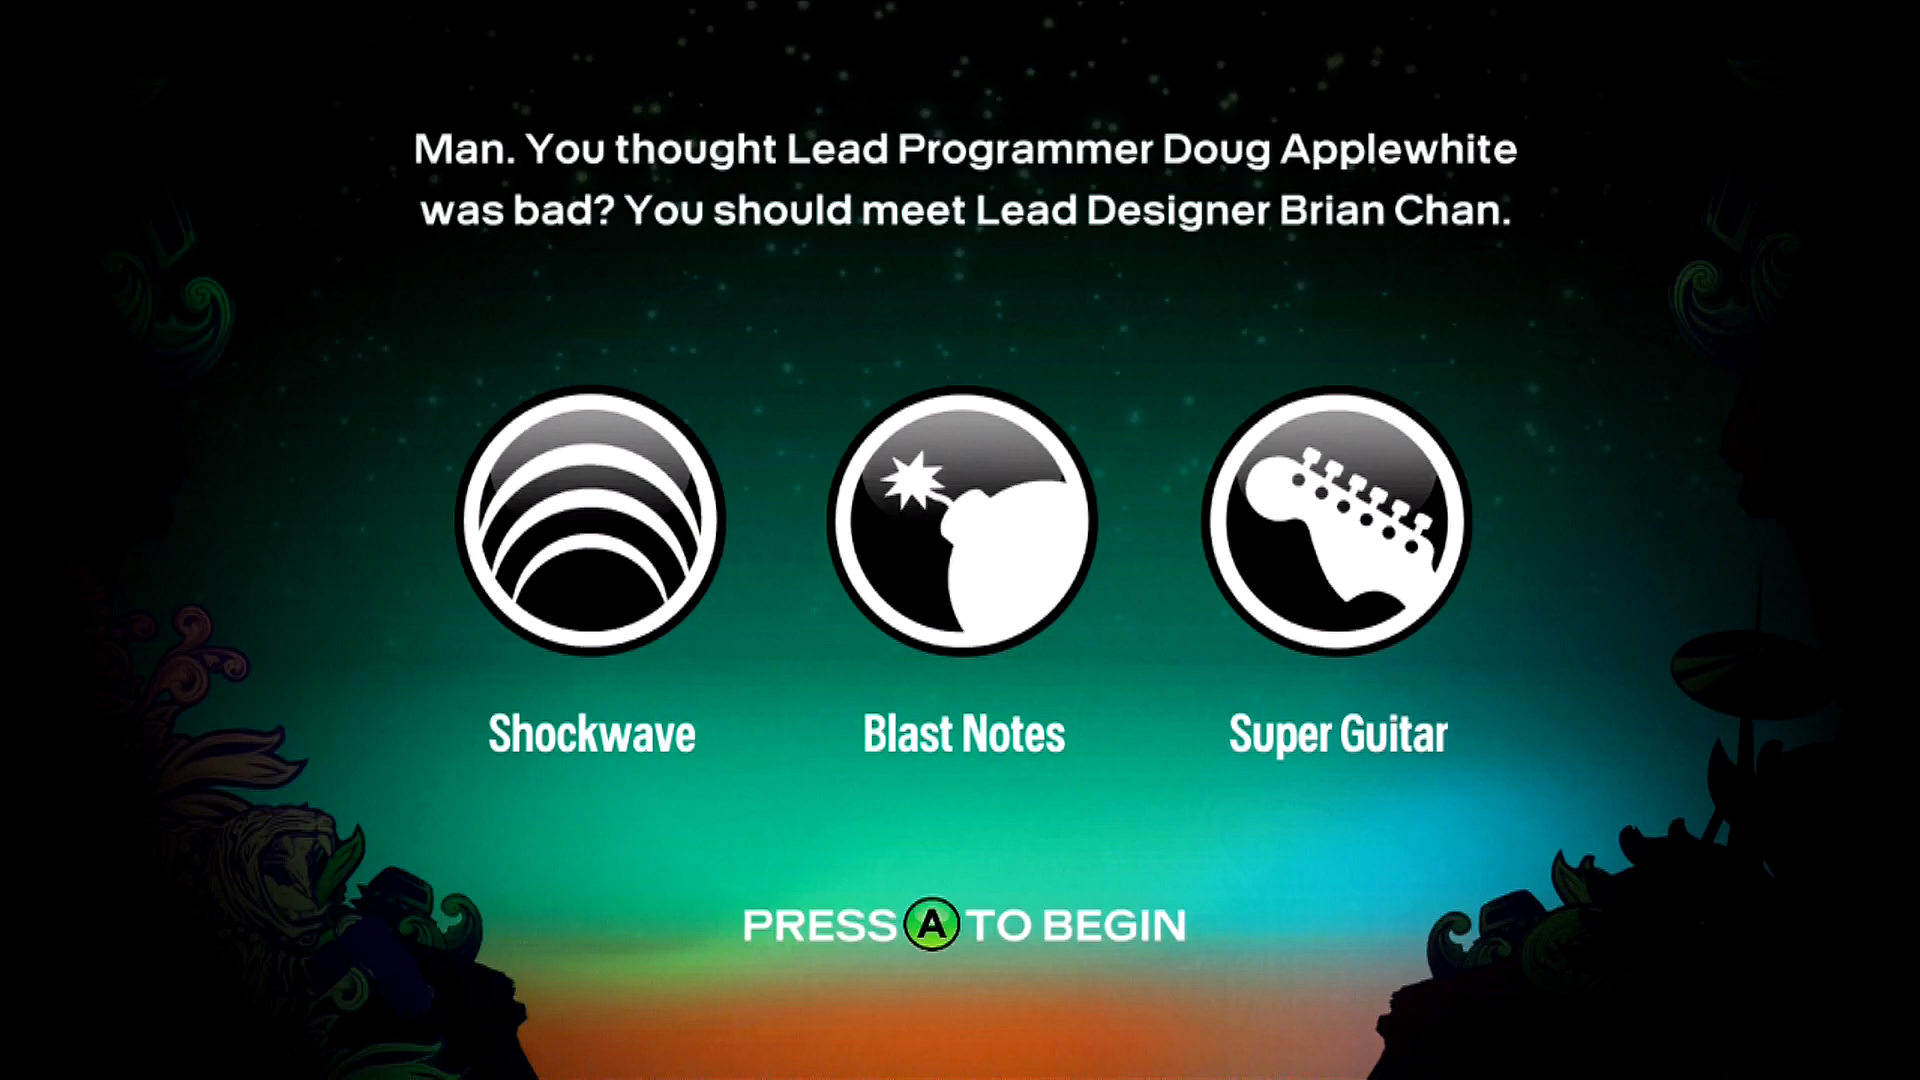 Man. You thought Lead Programmer Doug Applewhite
was bad? You should meet Lead Designer Brian Chan.
Shockwave
Blast Notes
Super Guitar
PRESS A TO BEGIN